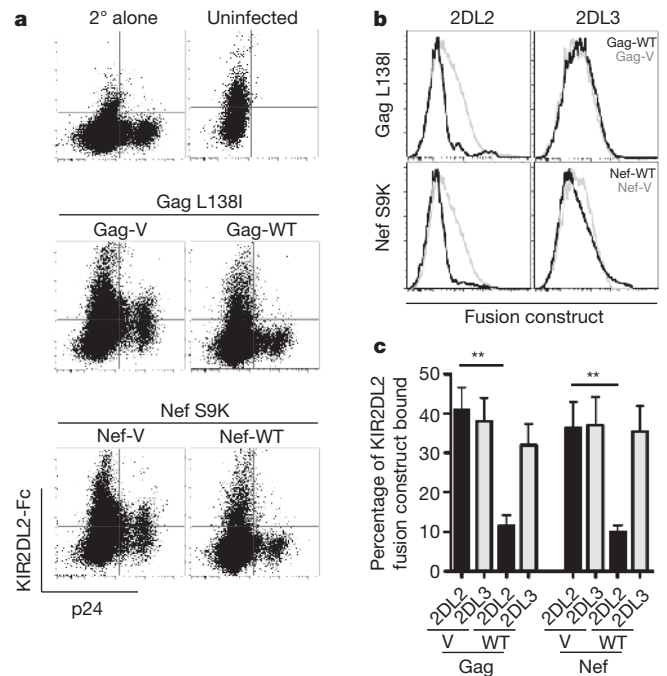 a
2° alone
Uninfected
Gag L138I
Gag-V
Gag-WT
Nef S9K
Nef-V
Nef-WT
KIR2DL2-Fc
p24
b
2DL2
2DL3
Gag L138I
Gag-WT
Gag-V
Nef S9K
Nef-WT
Nef-V
Fusion construct
c
Percentage of KIR2DL2
fusion construct bound
50
40
30
20
10
0
**
**
2DL2
2DL3
2DL2
2DL3
2DL2
2DL3
2DL2
2DL3
V
WT
V
WT
Gag
Nef